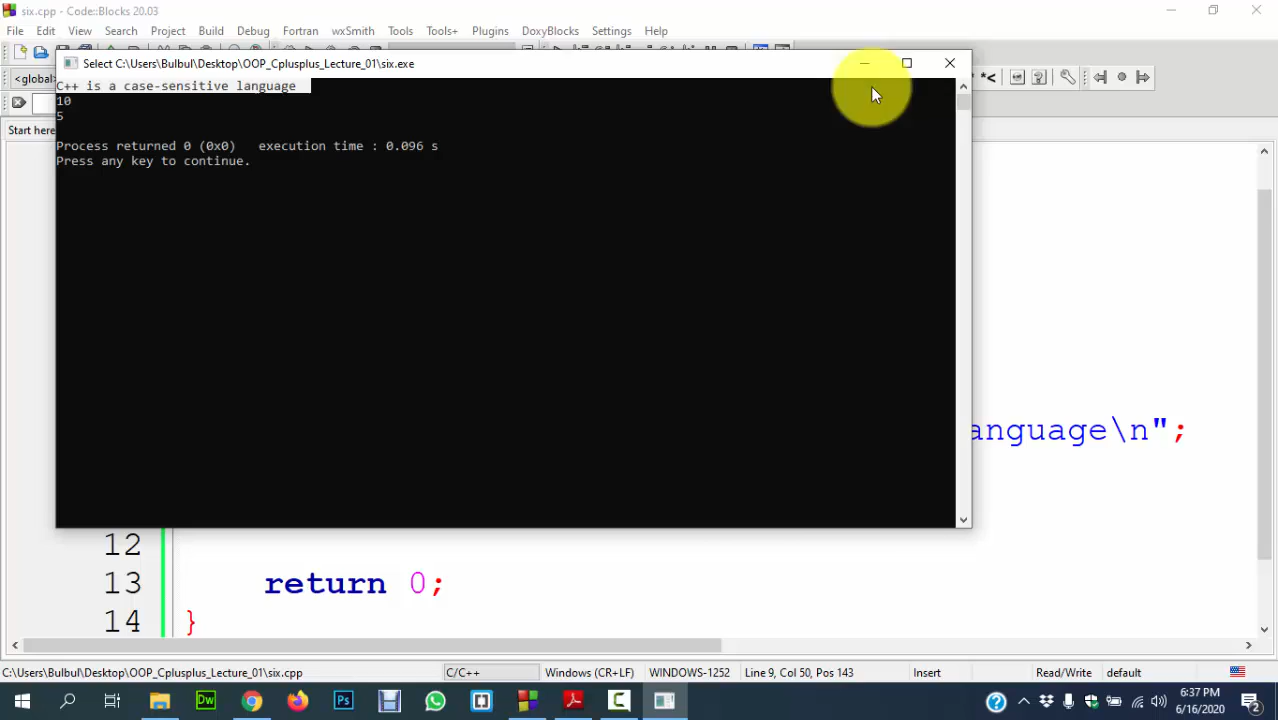 six.cpp - Code::Blocks 20.03
File Edit View Search Project Build Debug Fortran wxSmith Tools Tools+ Plugins DoxyBlocks Settings Help
Select C:\Users\Bulbul\Desktop\OOP_Cplusplus_Lecture_01\six.exe
<global>
C++ is a case-sensitive language
10
5
Start here
Process returned 0 (0x0)   execution time : 0.096 s
Press any key to continue.
anguage\n";
12
13 return 0;
14 }
C:\Users\Bulbul\Desktop\OOP_Cplusplus_Lecture_01\six.cpp C/C++ Windows (CR+LF) WINDOWS-1252 Line 9, Col 50, Pos 143 Insert Read/Write default
Dw Ps 6:37 PM
6/16/2020 2